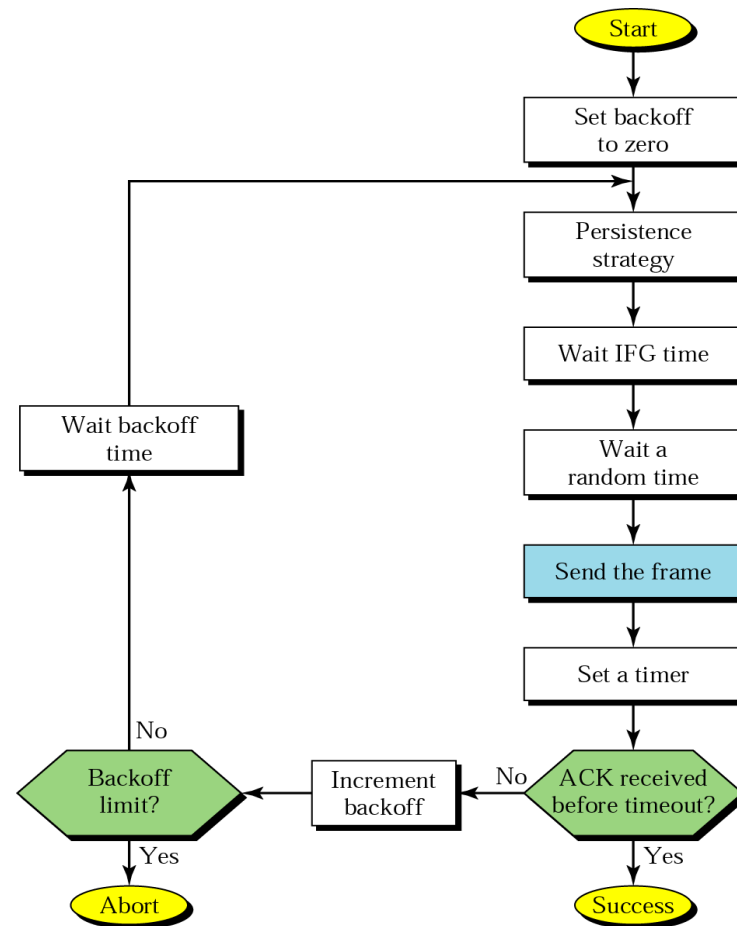 Start
Set backoff
to zero
Persistence
strategy
Wait IFG time
Wait backoff
time
Wait a
random time
Send the frame
Set a timer
No
Backoff
limit?
Increment
backoff
No
ACK received
before timeout?
Yes
Yes
Abort
Success